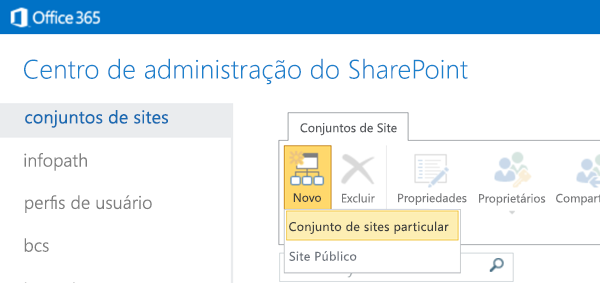 Office 365
Centro de administração do SharePoint
conjuntos de sites
infopath
perfis de usuário
bcs
Conjuntos de Site
Novo
Excluir
Propriedades
Proprietários
Conjunto de sites particular
Site Público